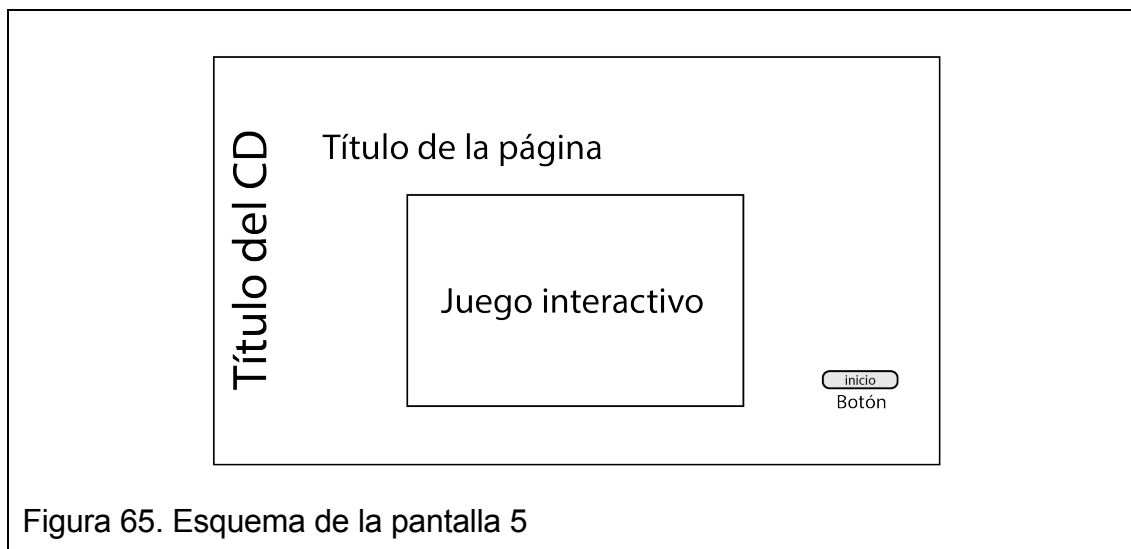 Título del CD
Título de la página
Juego interactivo
inicio
Botón
Figura 65. Esquema de la pantalla 5